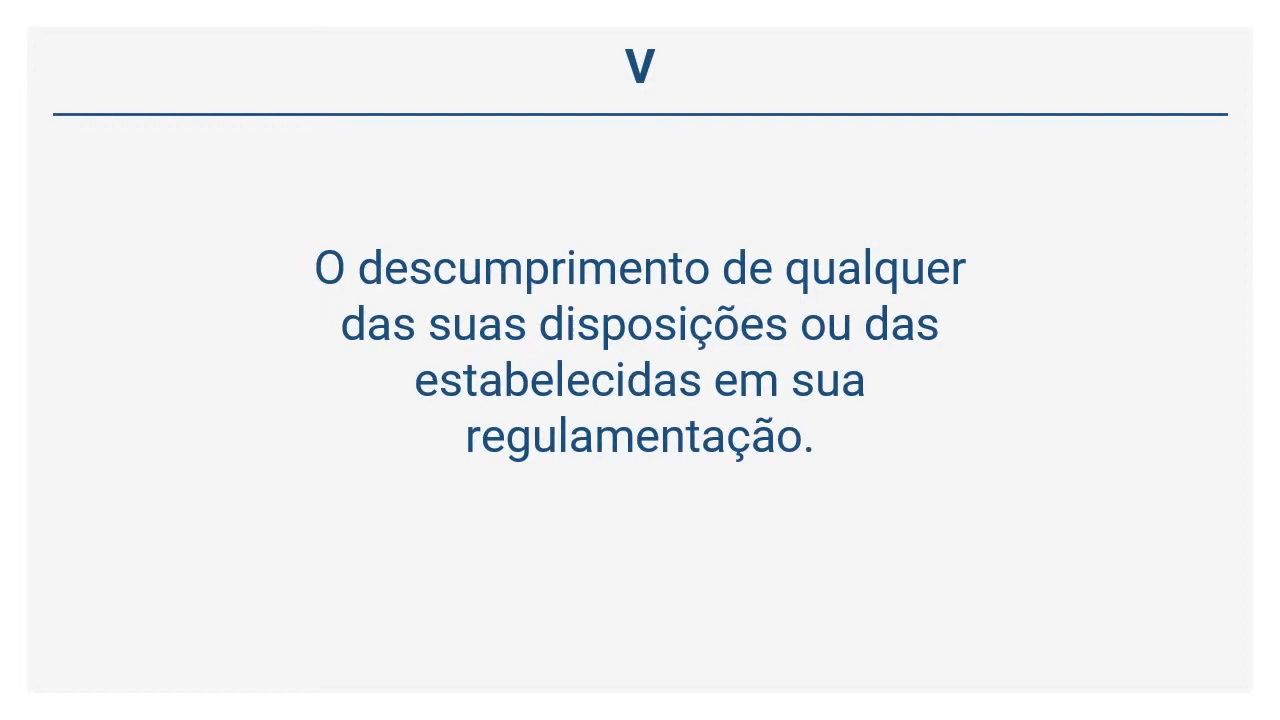 V
O descumprimento de qualquer
das suas disposições ou das
estabelecidas em sua
regulamentação.